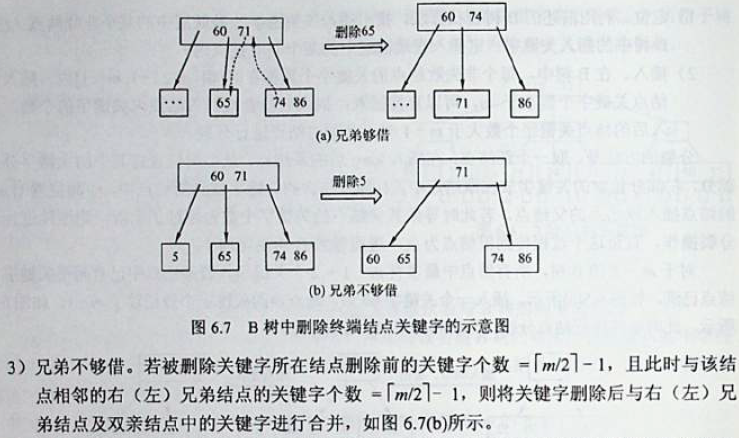 60 71
删除65
60 74
…
65
74 86
…
71
86
(a) 兄弟够借
60 71
删除5
71
5
65
74 86
60 65
74 86
(b) 兄弟不够借
图 6.7 B 树中删除终端结点关键字的示意图
3）兄弟不够借。若被删除关键字所在结点删除前的关键字个数 =⌈m/2⌉ − 1，且此时与该结
点相邻的右（左）兄弟结点的关键字个数 =⌈m/2⌉ − 1，则将关键字删除后与右（左）兄
弟结点及双亲结点中的关键字进行合并，如图 6.7(b)所示。